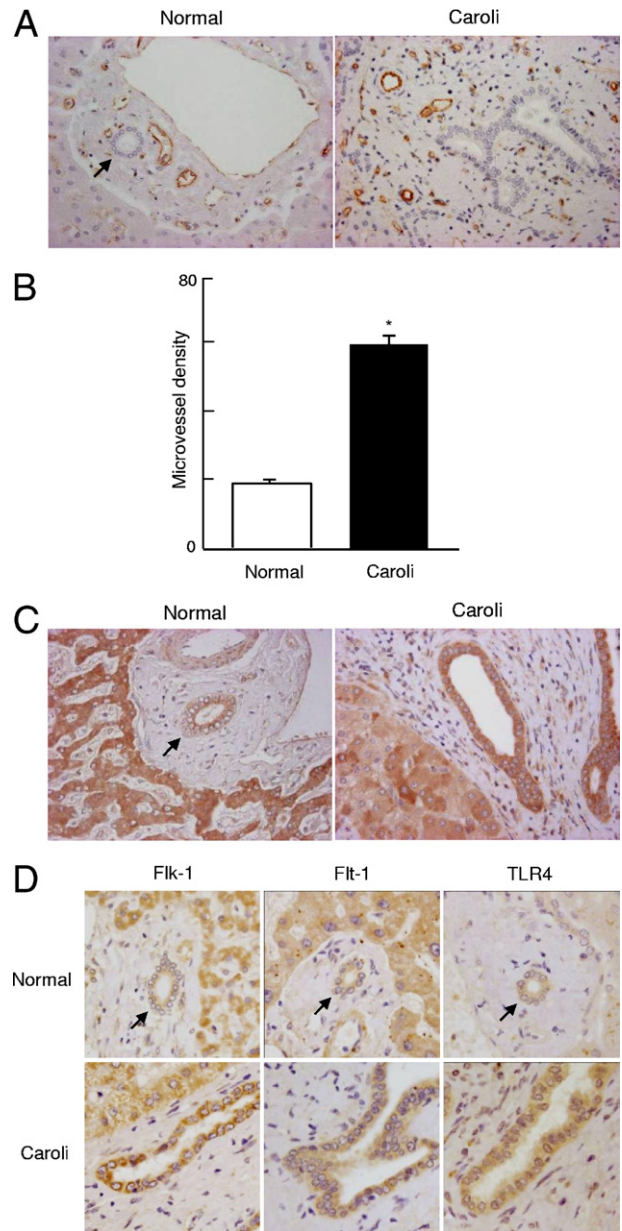 A
Normal
Caroli
B
80
*
Microvessel density
0
Normal
Caroli
C
Normal
Caroli
D
Flk-1
Flt-1
TLR4
Normal
Caroli